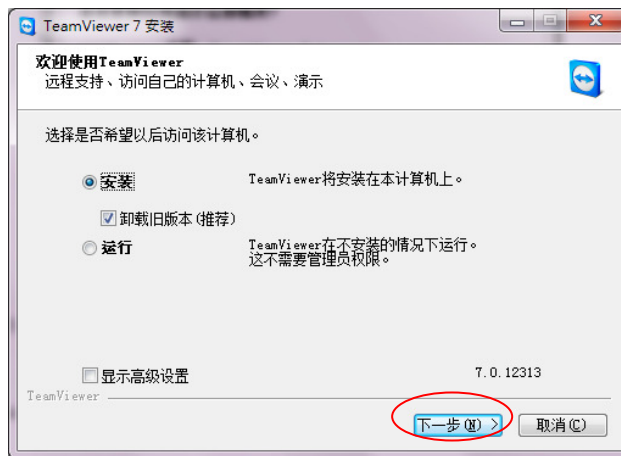 TeamViewer 7 安装
欢迎使用TeamViewer
远程支持、访问自己的计算机、会议、演示
选择是否希望以后访问该计算机。
安装 TeamViewer将安装在本计算机上。
卸载旧版本(推荐)
运行 TeamViewer在不安装的情况下运行。
这不需要管理员权限。
显示高级设置 7.0.12313
TeamViewer
下一步(N) > 取消(C)